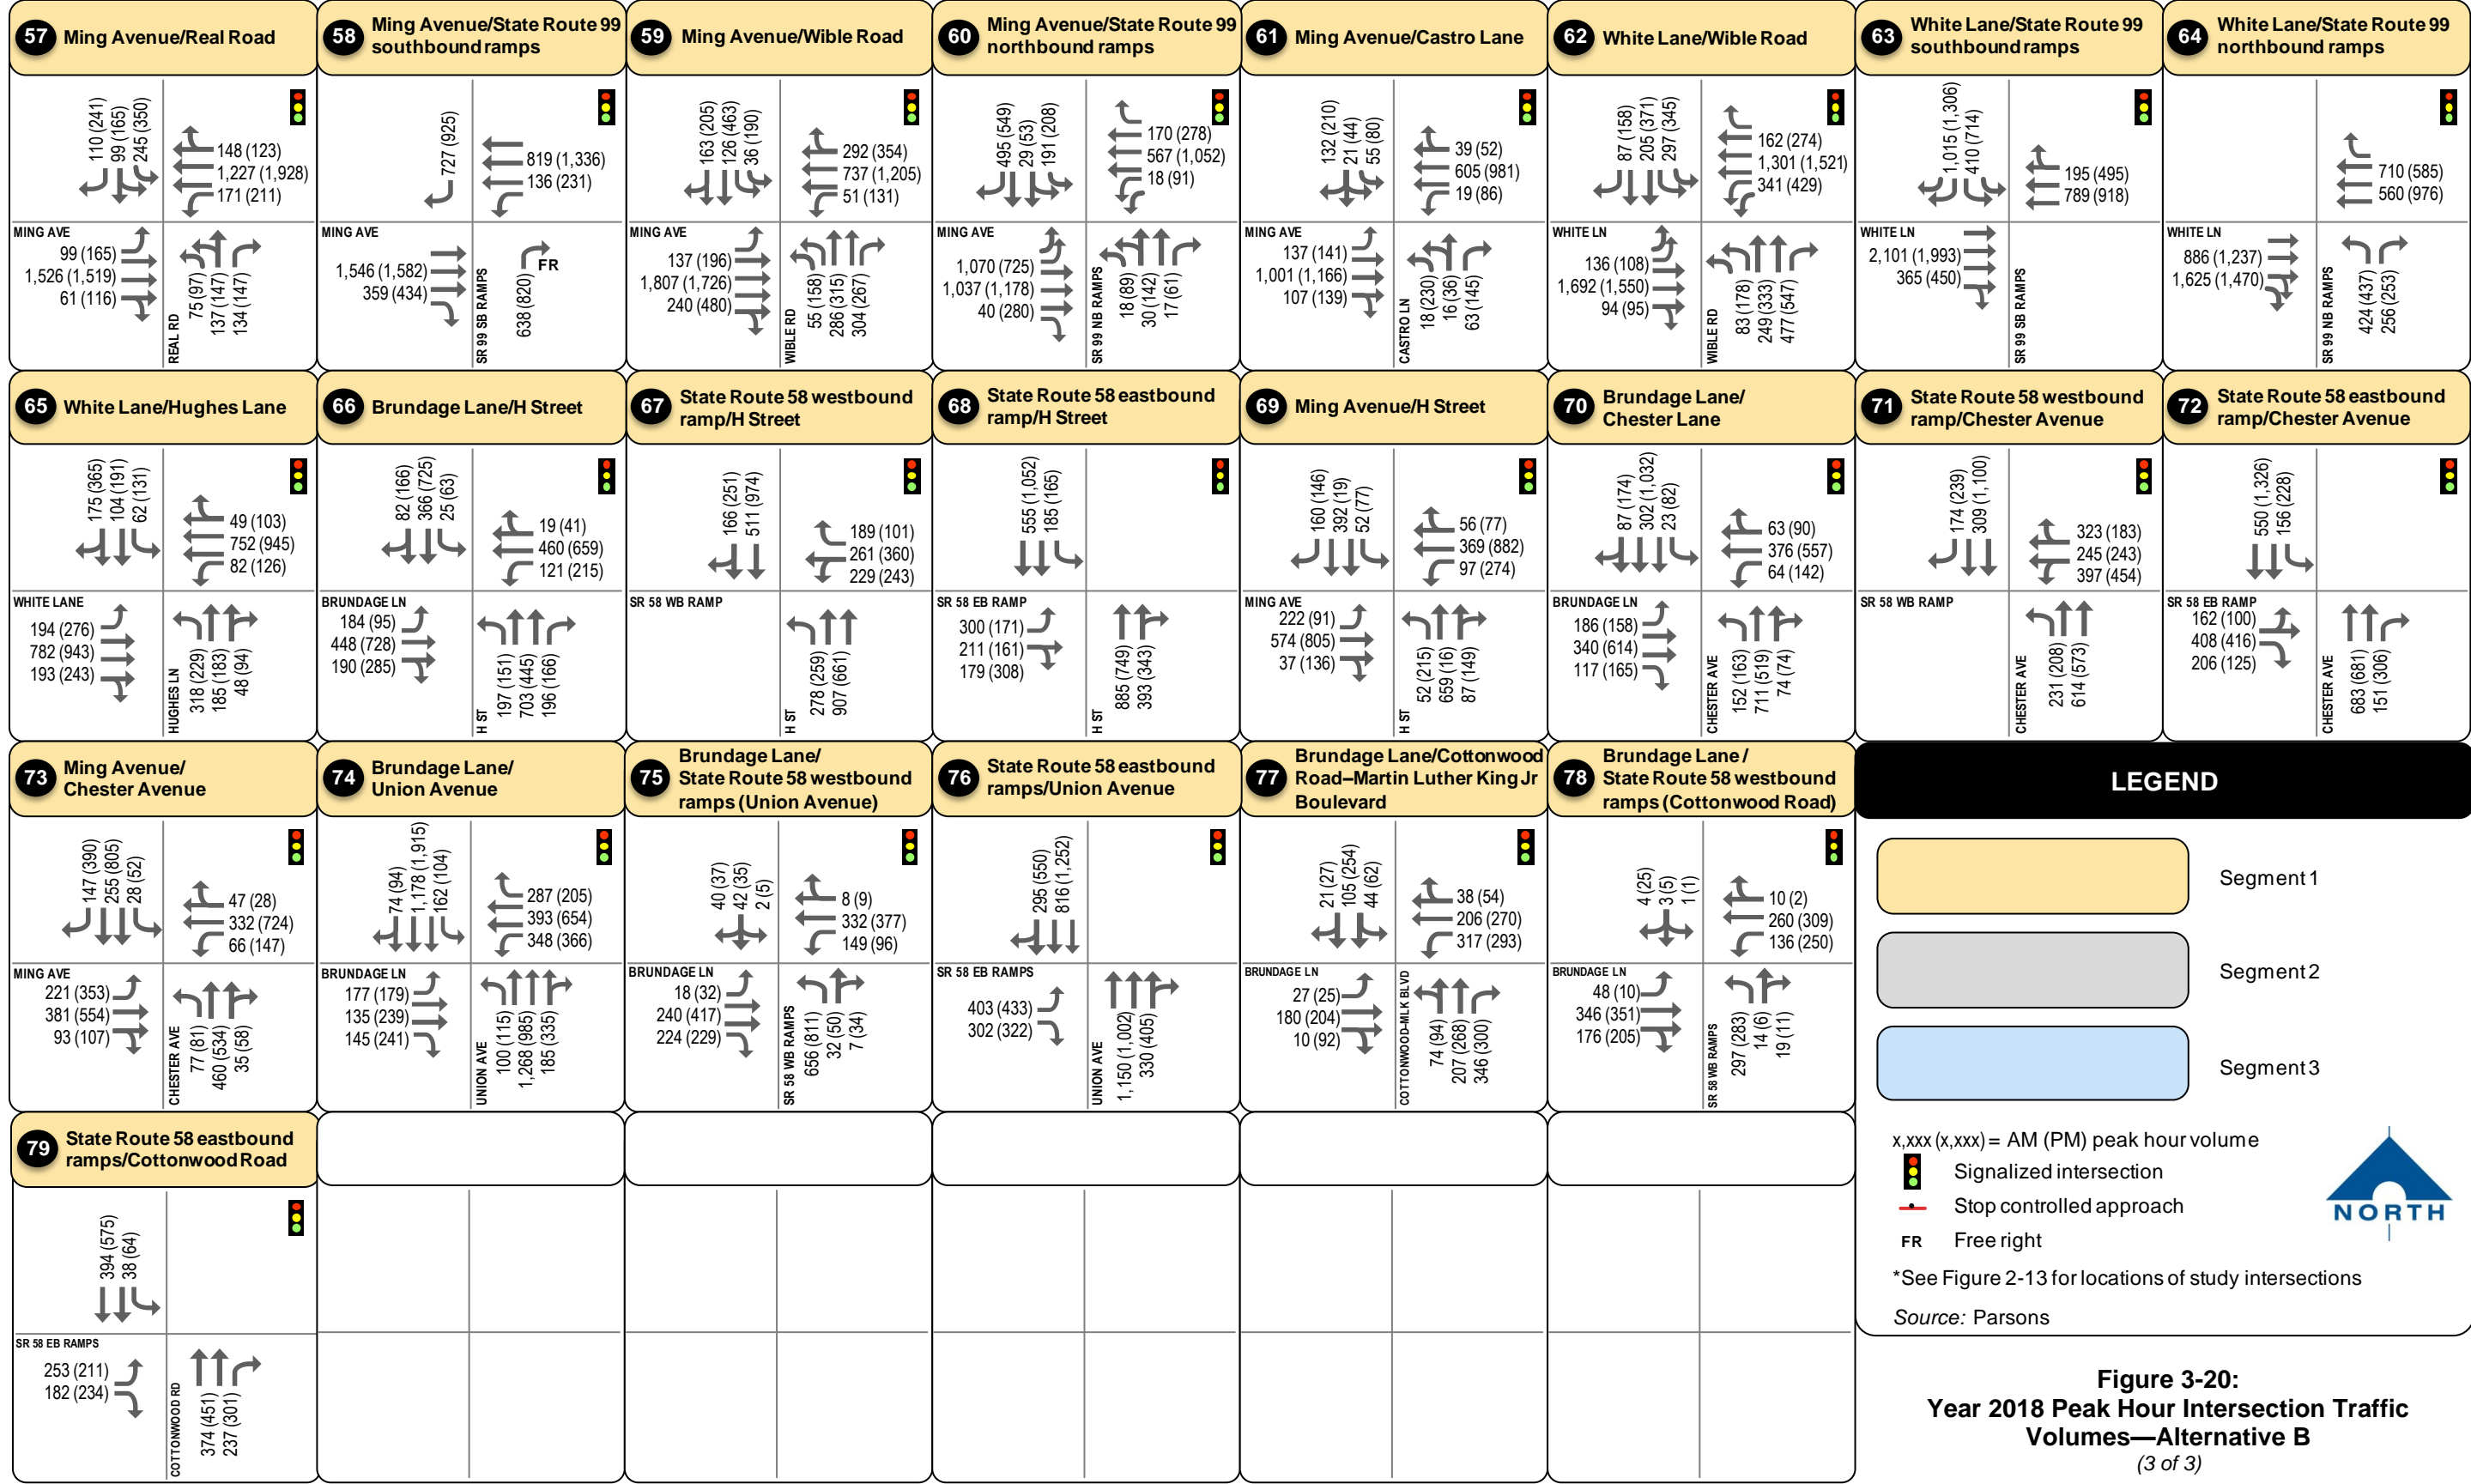 57 Ming Avenue/Real Road
110 (241)
99 (165)
245 (350)
148 (123)
1,227 (1,928)
171 (211)
MING AVE
99 (165)
1,526 (1,519)
61 (116)
REAL RD
75 (97)
137 (147)
134 (147)
58 Ming Avenue/State Route 99
southbound ramps
727 (925)
819 (1,336)
136 (231)
MING AVE
1,546 (1,582)
359 (434)
SR 99 SB RAMPS
638 (820)
FR
59 Ming Avenue/Wible Road
163 (205)
126 (463)
36 (190)
292 (354)
737 (1,205)
51 (131)
MING AVE
137 (196)
1,807 (1,726)
240 (480)
WIBLE RD
55 (158)
286 (315)
304 (267)
60 Ming Avenue/State Route 99
northbound ramps
495 (549)
29 (53)
191 (208)
170 (278)
567 (1,052)
18 (91)
MING AVE
1,070 (725)
1,037 (1,178)
40 (280)
SR 99 NB RAMPS
18 (89)
30 (142)
17 (61)
61 Ming Avenue/Castro Lane
132 (210)
21 (44)
55 (80)
39 (52)
605 (981)
19 (86)
MING AVE
137 (141)
1,001 (1,166)
107 (139)
CASTRO LN
18 (230)
16 (36)
63 (145)
62 White Lane/Wible Road
87 (158)
205 (371)
297 (345)
162 (274)
1,301 (1,521)
341 (429)
WHITE LN
136 (108)
1,692 (1,550)
94 (95)
WIBLE RD
83 (178)
249 (333)
477 (547)
63 White Lane/State Route 99
southbound ramps
1,015 (1,306)
410 (714)
195 (495)
789 (918)
WHITE LN
2,101 (1,993)
365 (450)
SR 99 SB RAMPS
64 White Lane/State Route 99
northbound ramps
710 (585)
560 (976)
WHITE LN
886 (1,237)
1,625 (1,470)
SR 99 NB RAMPS
424 (437)
256 (253)
65 White Lane/Hughes Lane
175 (365)
104 (191)
62 (131)
49 (103)
752 (945)
82 (126)
WHITE LANE
194 (276)
782 (943)
193 (243)
HUGHES LN
318 (229)
185 (183)
48 (94)
66 Brundage Lane/H Street
82 (166)
366 (725)
25 (63)
19 (41)
460 (659)
121 (215)
BRUNDAGE LN
184 (95)
448 (728)
190 (285)
H ST
197 (151)
703 (445)
196 (166)
67 State Route 58 westbound
ramp/H Street
166 (251)
511 (974)
189 (101)
261 (360)
229 (243)
SR 58 WB RAMP
H ST
278 (259)
907 (661)
68 State Route 58 eastbound
ramp/H Street
555 (1,052)
185 (165)
SR 58 EB RAMP
300 (171)
211 (161)
179 (308)
H ST
885 (749)
393 (343)
69 Ming Avenue/H Street
160 (146)
392 (19)
52 (77)
56 (77)
369 (882)
97 (274)
MING AVE
222 (91)
574 (805)
37 (136)
H ST
52 (215)
659 (16)
87 (149)
70 Brundage Lane/
Chester Lane
87 (174)
302 (1,032)
23 (82)
63 (90)
376 (557)
64 (142)
BRUNDAGE LN
186 (158)
340 (614)
117 (165)
CHESTER AVE
152 (163)
711 (519)
74 (74)
71 State Route 58 westbound
ramp/Chester Avenue
174 (239)
309 (1,100)
323 (183)
245 (243)
397 (454)
SR 58 WB RAMP
CHESTER AVE
231 (208)
614 (573)
72 State Route 58 eastbound
ramp/Chester Avenue
550 (1,326)
156 (228)
SR 58 EB RAMP
162 (100)
408 (416)
206 (125)
CHESTER AVE
683 (681)
151 (306)
73 Ming Avenue/
Chester Avenue
147 (390)
255 (805)
28 (52)
47 (28)
332 (724)
66 (147)
MING AVE
221 (353)
381 (554)
93 (107)
CHESTER AVE
77 (81)
460 (534)
35 (58)
74 Brundage Lane/
Union Avenue
74 (94)
1,178 (1,915)
162 (104)
287 (205)
393 (654)
348 (366)
BRUNDAGE LN
177 (179)
135 (239)
145 (241)
UNION AVE
100 (115)
1,268 (985)
185 (335)
75 Brundage Lane/
State Route 58 westbound
ramps (Union Avenue)
40 (37)
42 (35)
2 (5)
8 (9)
332 (377)
149 (96)
BRUNDAGE LN
18 (32)
240 (417)
224 (229)
SR 58 WB RAMPS
656 (811)
32 (50)
7 (34)
76 State Route 58 eastbound
ramps/Union Avenue
295 (550)
816 (1,252)
SR 58 EB RAMPS
403 (433)
302 (322)
UNION AVE
1,150 (1,002)
330 (405)
77 Brundage Lane/Cottonwood
Road–Martin Luther King Jr
Boulevard
21 (27)
105 (254)
44 (62)
38 (54)
206 (270)
317 (293)
BRUNDAGE LN
27 (25)
180 (204)
10 (92)
COTTONWOOD-MLK BLVD
74 (94)
207 (268)
346 (300)
78 Brundage Lane /
State Route 58 westbound
ramps (Cottonwood Road)
4 (25)
3 (5)
1 (1)
10 (2)
260 (309)
136 (250)
BRUNDAGE LN
48 (10)
346 (351)
176 (205)
SR 58 WB RAMPS
297 (283)
14 (6)
19 (11)
79 State Route 58 eastbound
ramps/Cottonwood Road
394 (575)
38 (64)
SR 58 EB RAMPS
253 (211)
182 (234)
COTTONWOOD RD
374 (451)
237 (301)
LEGEND
Segment 1
Segment 2
Segment 3
x,xxx (x,xxx) = AM (PM) peak hour volume
Signalized intersection
Stop controlled approach
FR Free right
*See Figure 2-13 for locations of study intersections
Source: Parsons
NORTH
Figure 3-20:
Year 2018 Peak Hour Intersection Traffic
Volumes—Alternative B
(3 of 3)